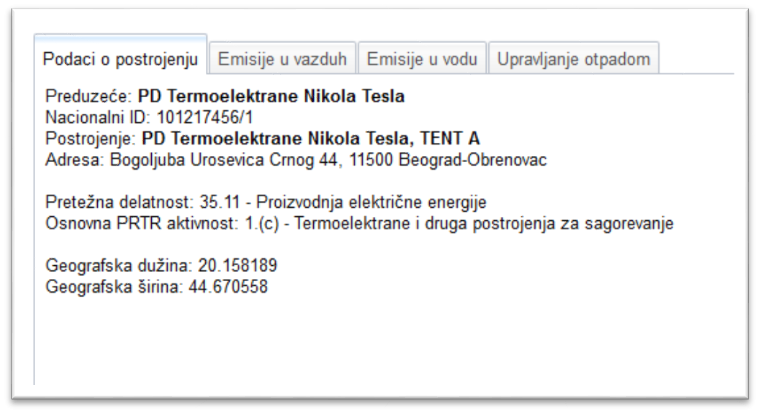 Podaci o postrojenju Emisije u vazduh Emisije u vodu Upravljanje otpadom
Preduzeće: PD Termoelektrane Nikola Tesla
Nacionalni ID: 101217456/1
Postrojenje: PD Termoelektrane Nikola Tesla, TENT A
Adresa: Bogoljuba Urosevica Crnog 44, 11500 Beograd-Obrenovac
Pretežna delatnost: 35.11 - Proizvodnja električne energije
Osnovna PRTR aktivnost: 1.(c) - Termoelektrane i druga postrojenja za sagorevanje
Geografska dužina: 20.158189
Geografska širina: 44.670558